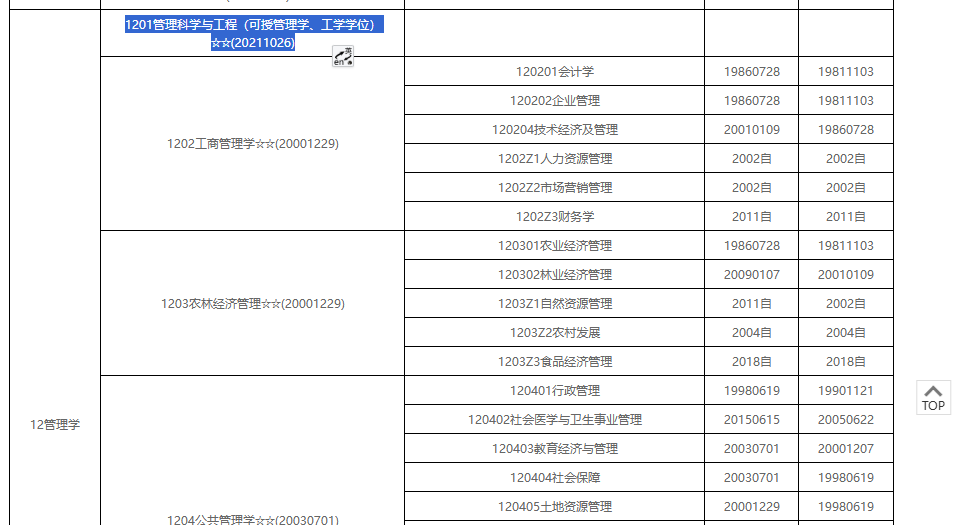 1201管理科学与工程（可授管理学、工学学位）
☆☆(20211026)
英
en
1202工商管理学☆☆(20001229)
120201会计学 19860728 19811103
120202企业管理 19860728 19811103
120204技术经济及管理 20010109 19860728
1202Z1人力资源管理 2002自 2002自
1202Z2市场营销管理 2002自 2002自
1202Z3财务学 2011自 2011自
1203农林经济管理☆☆(20001229)
120301农业经济管理 19860728 19811103
120302林业经济管理 20090107 20010109
1203Z1自然资源管理 2011自 2002自
1203Z2农村发展 2004自 2004自
1203Z3食品经济管理 2018自 2018自
12管理学
1204公共管理学☆☆(20030701)
120401行政管理 19980619 19901121
120402社会医学与卫生事业管理 20150615 20050622
120403教育经济与管理 20030701 20001207
120404社会保障 20030701 19980619
120405土地资源管理 20001229 19980619
TOP